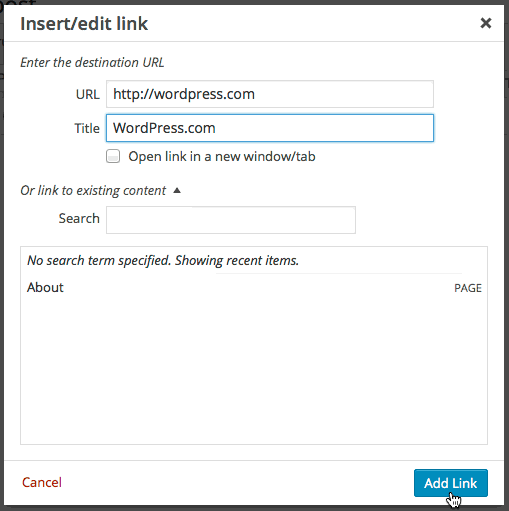 post
Insert/edit link
Enter the destination URL
URL http://wordpress.com
Title WordPress.com
Open link in a new window/tab
Or link to existing content
Search
No search term specified. Showing recent items.
About PAGE
Cancel Add Link